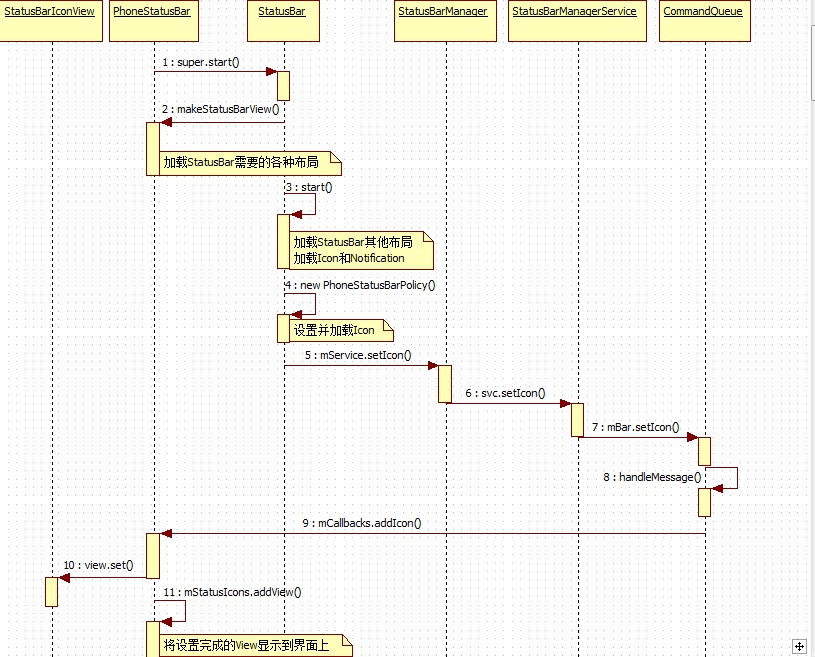 StatusBarIconView
PhoneStatusBar
StatusBar
StatusBarManager
StatusBarManagerService
CommandQueue
1 : super.start()
2 : makeStatusBarView()
加载StatusBar需要的各种布局
3 : start()
加载StatusBar其他布局
加载Icon和Notification
4 : new PhoneStatusBarPolicy()
设置并加载Icon
5 : mService.setIcon()
6 : svc.setIcon()
7 : mBar.setIcon()
8 : handleMessage()
9 : mCallbacks.addIcon()
10 : view.set()
11 : mStatusIcons.addView()
将设置完成的View显示到界面上